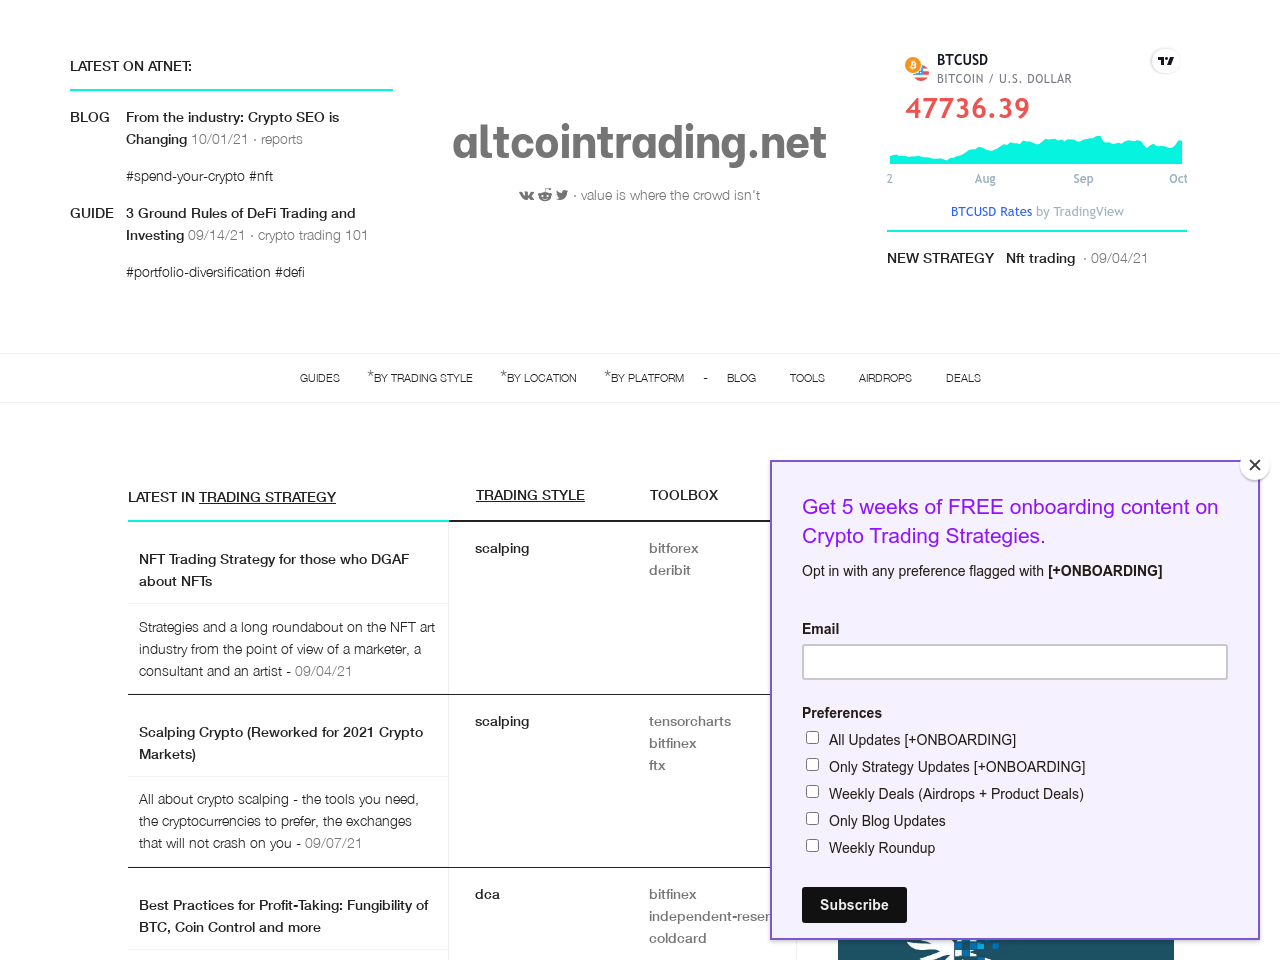 LATEST ON ATNET:
BLOG
From the industry: Crypto SEO is
Changing 10/01/21 · reports
#spend-your-crypto #nft
GUIDE
3 Ground Rules of DeFi Trading and
Investing 09/14/21 · crypto trading 101
#portfolio-diversification #defi
altcointrading.net
· value is where the crowd isn't
BTCUSD
BITCOIN / U.S. DOLLAR
47736.39
2 Aug Sep Oct
BTCUSD Rates by TradingView
NEW STRATEGY Nft trading · 09/04/21
GUIDES *BY TRADING STYLE *BY LOCATION *BY PLATFORM - BLOG TOOLS AIRDROPS DEALS
LATEST IN TRADING STRATEGY
TRADING STYLE
TOOLBOX
NFT Trading Strategy for those who DGAF
about NFTs
Strategies and a long roundabout on the NFT art
industry from the point of view of a marketer, a
consultant and an artist - 09/04/21
scalping
bitforex
deribit
Scalping Crypto (Reworked for 2021 Crypto
Markets)
All about crypto scalping - the tools you need,
the cryptocurrencies to prefer, the exchanges
that will not crash on you - 09/07/21
scalping
tensorcharts
bitfinex
ftx
Best Practices for Profit-Taking: Fungibility of
BTC, Coin Control and more
dca
bitfinex
independent-reser
coldcard
Get 5 weeks of FREE onboarding content on
Crypto Trading Strategies.
Opt in with any preference flagged with [+ONBOARDING]
Email
Preferences
All Updates [+ONBOARDING]
Only Strategy Updates [+ONBOARDING]
Weekly Deals (Airdrops + Product Deals)
Only Blog Updates
Weekly Roundup
Subscribe